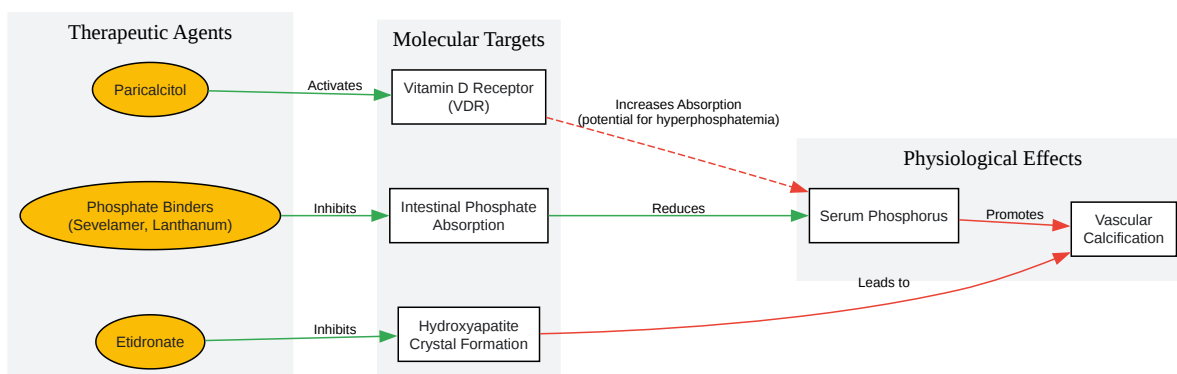 Therapeutic Agents
Molecular Targets
Physiological Effects
Paricalcitol
Activates
Vitamin D Receptor
(VDR)
Increases Absorption
(potential for hyperphosphatemia)
Phosphate Binders
(Sevelamer, Lanthanum)
Inhibits
Intestinal Phosphate
Absorption
Reduces
Serum Phosphorus
Promotes
Vascular
Calcification
Etidronate
Inhibits
Hydroxyapatite
Crystal Formation
Leads to